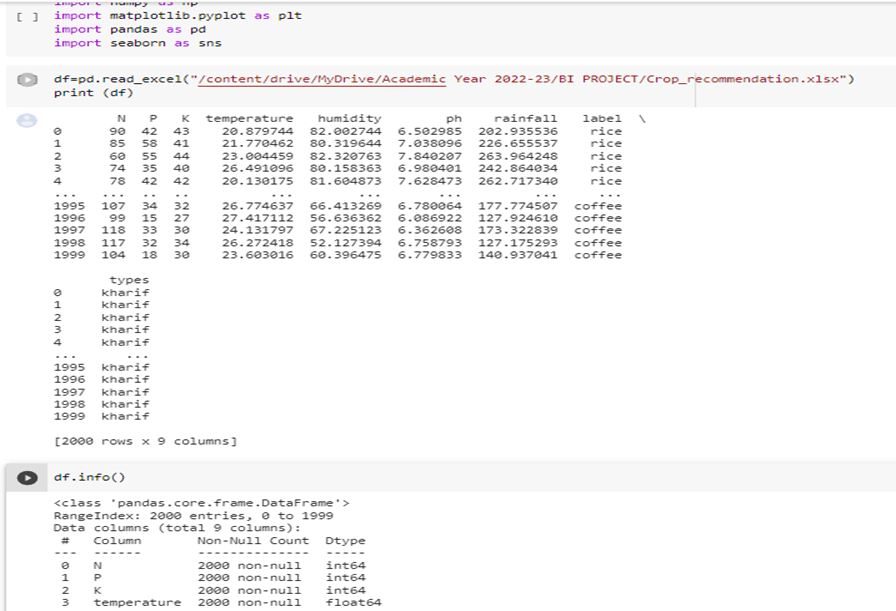 import numpy as np
[ ] import matplotlib.pyplot as plt
import pandas as pd
import seaborn as sns
df=pd.read_excel("/content/drive/MyDrive/Academic Year 2022-23/BI PROJECT/Crop_recommendation.xlsx")
print (df)
N P K temperature humidity ph rainfall label \
0 90 42 43 20.879744 82.002744 6.502985 202.935536 rice
1 85 58 41 21.770462 80.319644 7.038096 226.655537 rice
2 60 55 44 23.004459 82.320763 7.840207 263.964248 rice
3 74 35 40 26.491096 80.158363 6.980401 242.864034 rice
4 78 42 42 20.130175 81.604873 7.628473 262.717340 rice
... ... .. .. ... ... ... ... ...
1995 107 34 32 26.774637 66.413269 6.780064 177.774507 coffee
1996 99 15 27 27.417112 56.636362 6.086922 127.924610 coffee
1997 118 33 30 24.131797 67.225123 6.362608 173.322839 coffee
1998 117 32 34 26.272418 52.127394 6.758793 127.175293 coffee
1999 104 18 30 23.603016 60.396475 6.779833 140.937041 coffee
types
0 kharif
1 kharif
2 kharif
3 kharif
4 kharif
... ...
1995 kharif
1996 kharif
1997 kharif
1998 kharif
1999 kharif
[2000 rows x 9 columns]
df.info()
<class 'pandas.core.frame.DataFrame'>
RangeIndex: 2000 entries, 0 to 1999
Data columns (total 9 columns):
# Column Non-Null Count Dtype
--- ------ -------------- -----
0 N 2000 non-null int64
1 P 2000 non-null int64
2 K 2000 non-null int64
3 temperature 2000 non-null float64